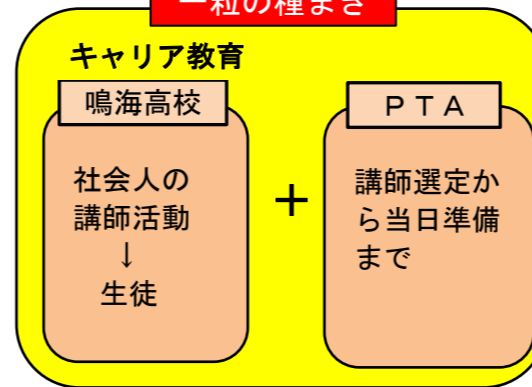 一粒の種まき
キャリア教育
鳴海高校
社会人の
講師活動
↓
生徒
＋
ＰＴＡ
講師選定か
ら当日準備
まで